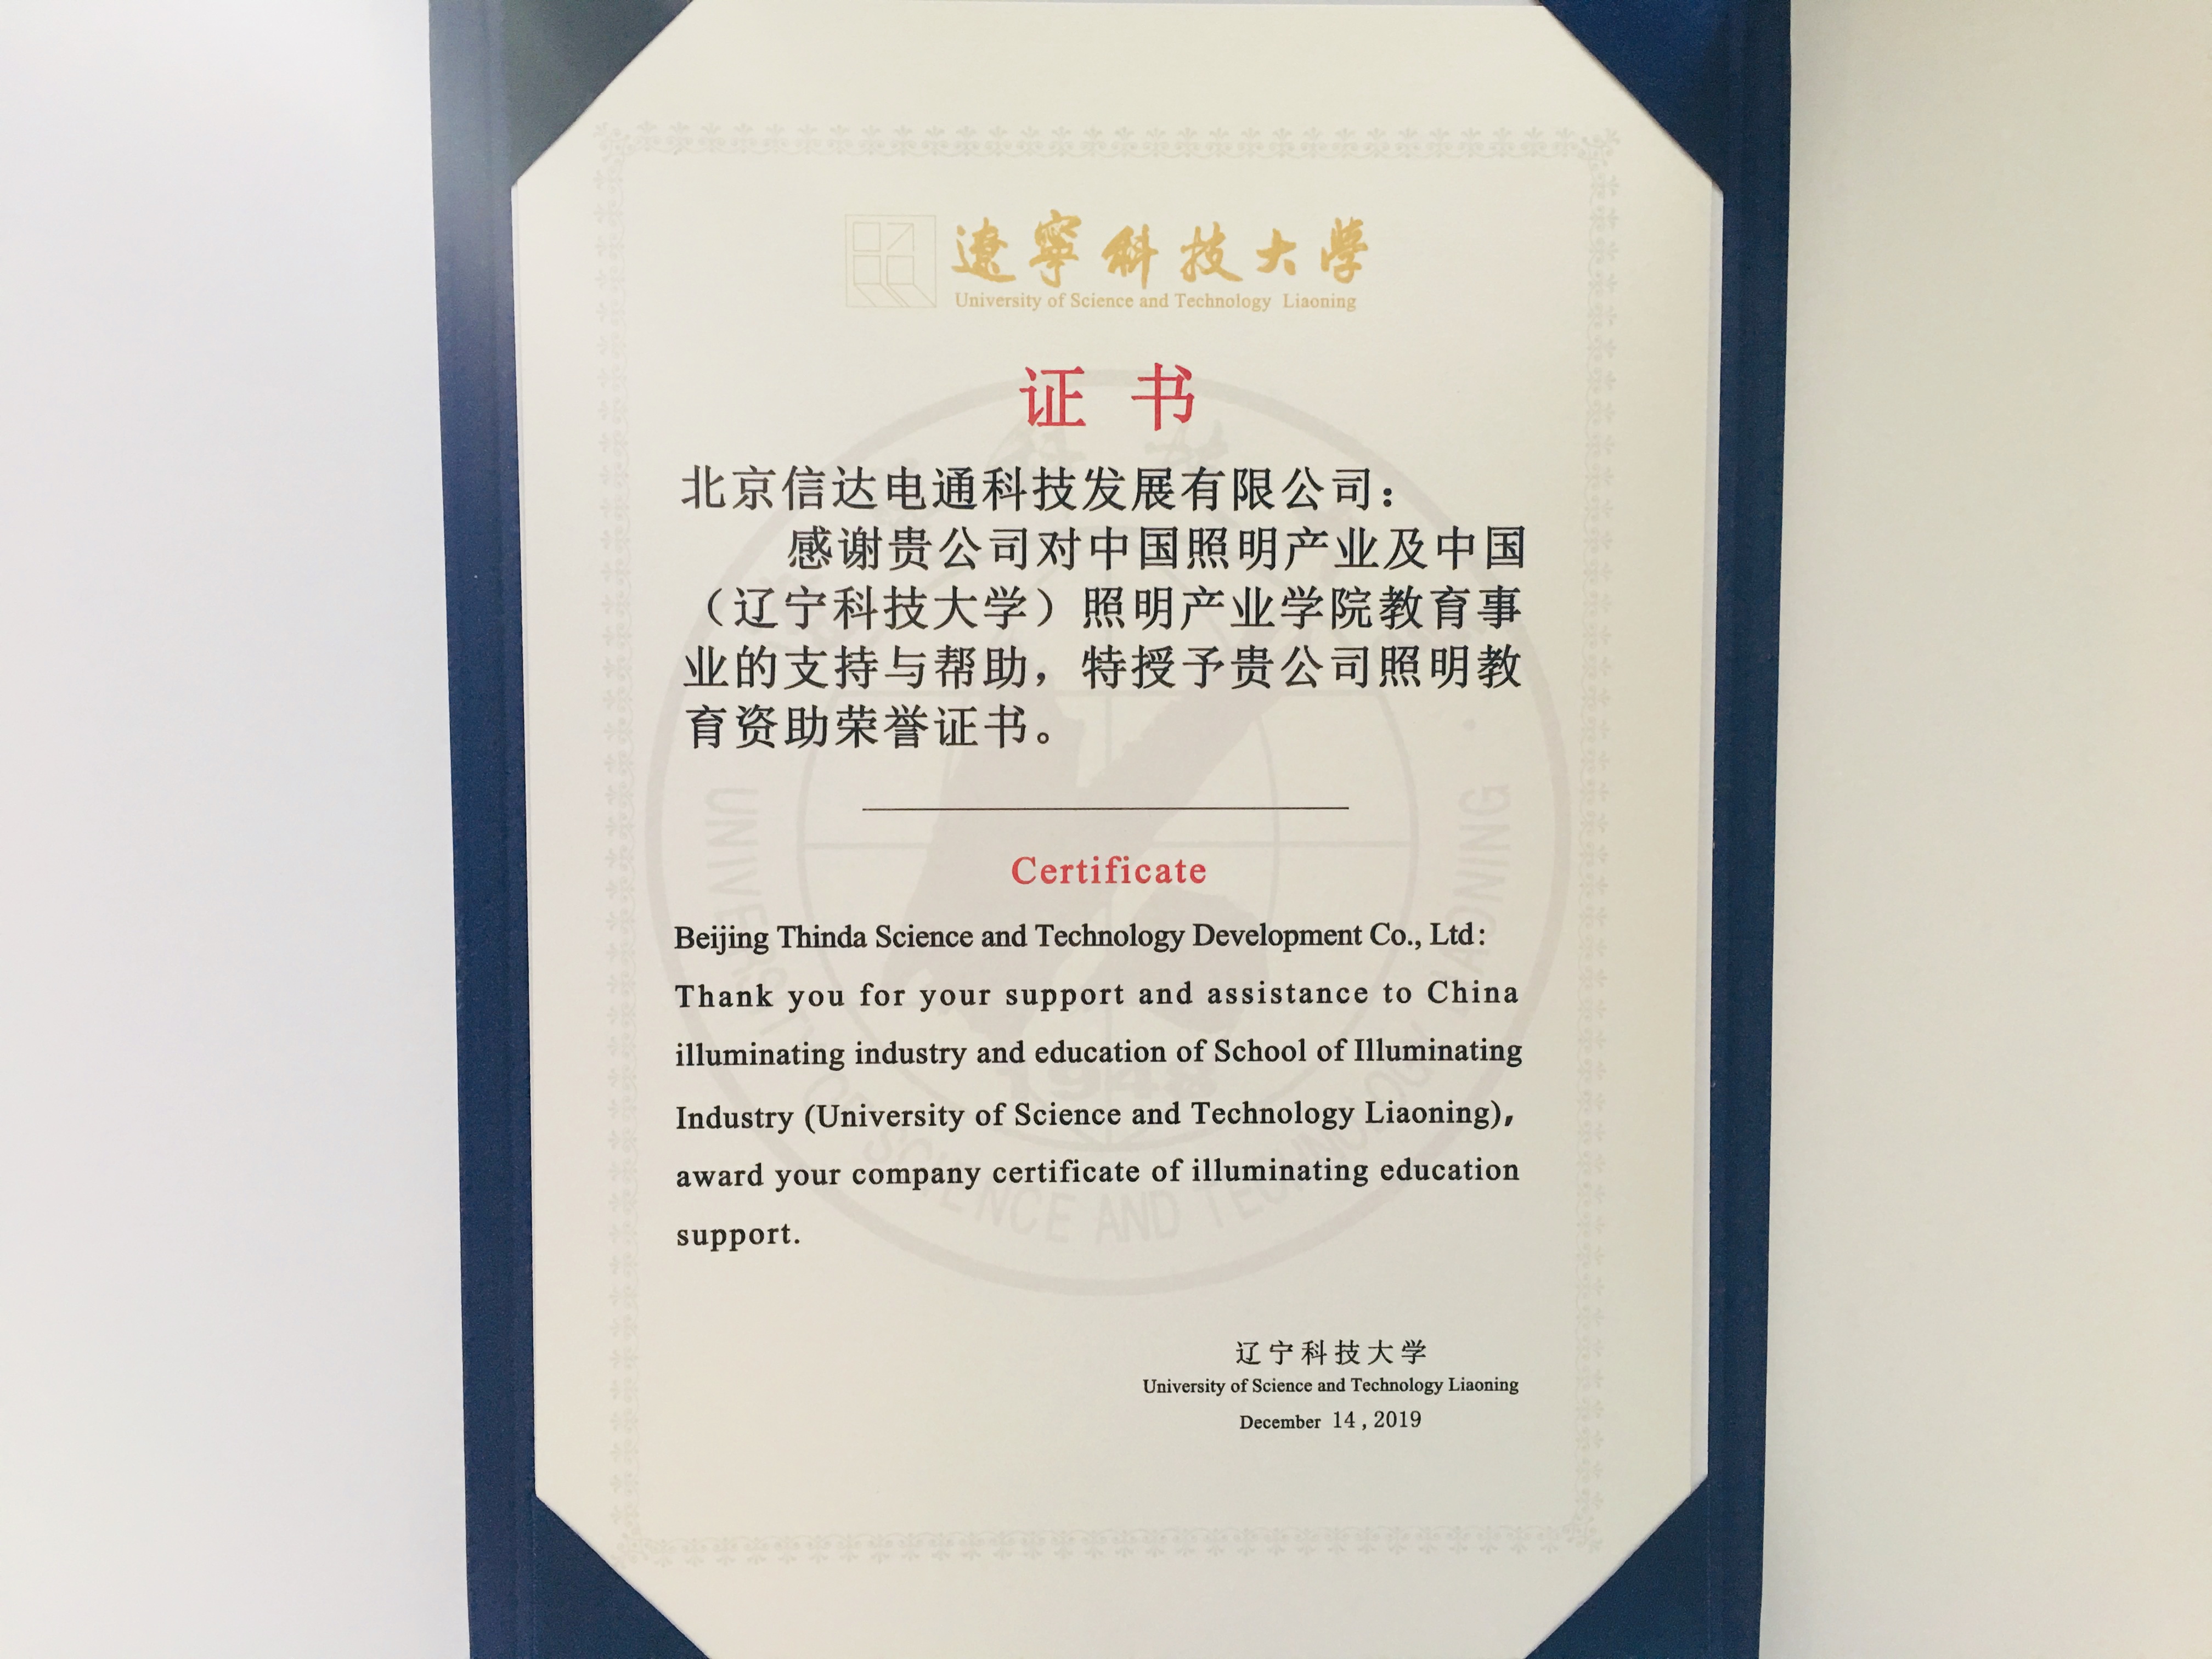 遼寧科技大學
University of Science and Technology Liaoning
证书
北京信达电通科技发展有限公司：
感谢贵公司对中国照明产业及中国
（辽宁科技大学）照明产业学院教育事
业的支持与帮助，特授予贵公司照明教
育资助荣誉证书。
Certificate
Beijing Thinda Science and Technology Development Co., Ltd:
Thank you for your support and assistance to China
illuminating industry and education of School of Illuminating
Industry (University of Science and Technology Liaoning),
award your company certificate of illuminating education
support.
1948
UNIVERSITY OF SCIENCE AND TECHNOLOGY LIAONING
辽宁科技大学
University of Science and Technology Liaoning
December 14, 2019